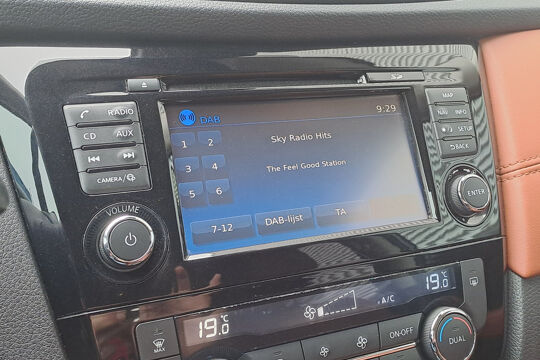 SD
RADIO
CD AUX
CAMERA
VOLUME
DAB
9:29
Sky Radio Hits
The Feel Good Station
1 2
3 4
5 6
7-12
DAB-lijst
TA
MAP
NAV INFO
SETUP
BACK
ENTER
19.0
A/C
19.0
MAX
ON·OFF
DUAL